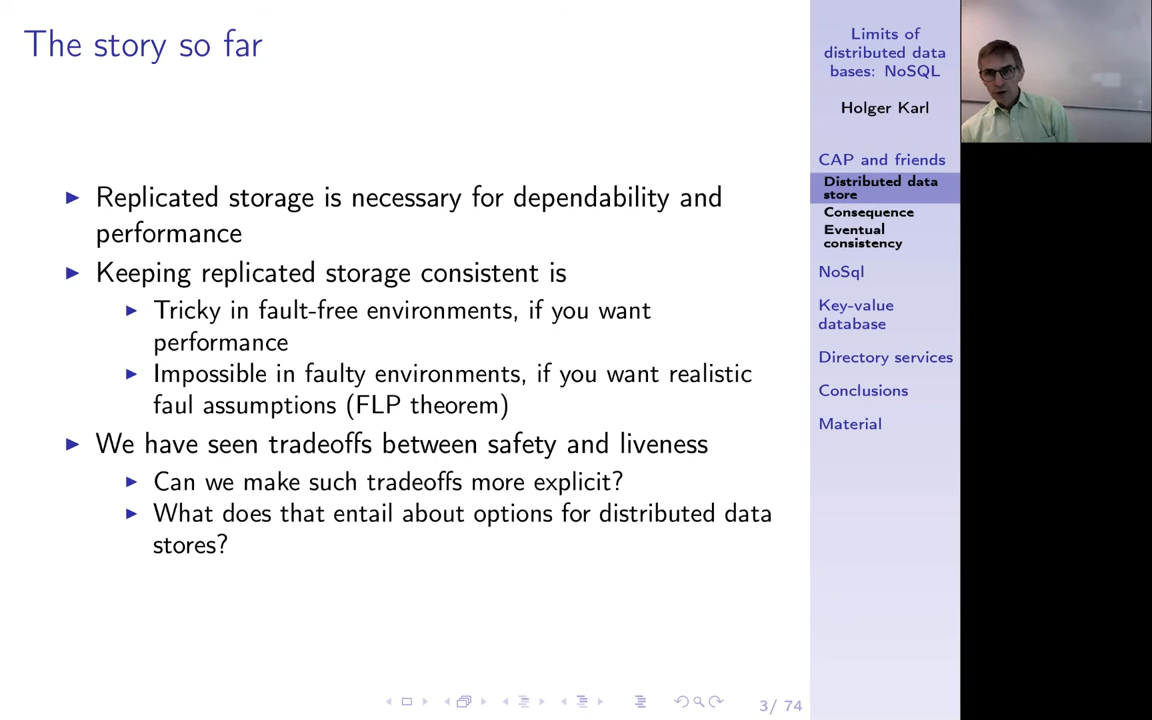 The story so far
Replicated storage is necessary for dependability and
performance
Keeping replicated storage consistent is
Tricky in fault-free environments, if you want
performance
Impossible in faulty environments, if you want realistic
faul assumptions (FLP theorem)
We have seen tradeoffs between safety and liveness
Can we make such tradeoffs more explicit?
What does that entail about options for distributed data
stores?
Limits of
distributed data
bases: NoSQL
Holger Karl
CAP and friends
Distributed data
store
Consequence
Eventual
consistency
NoSql
Key-value
database
Directory services
Conclusions
Material
3/ 74